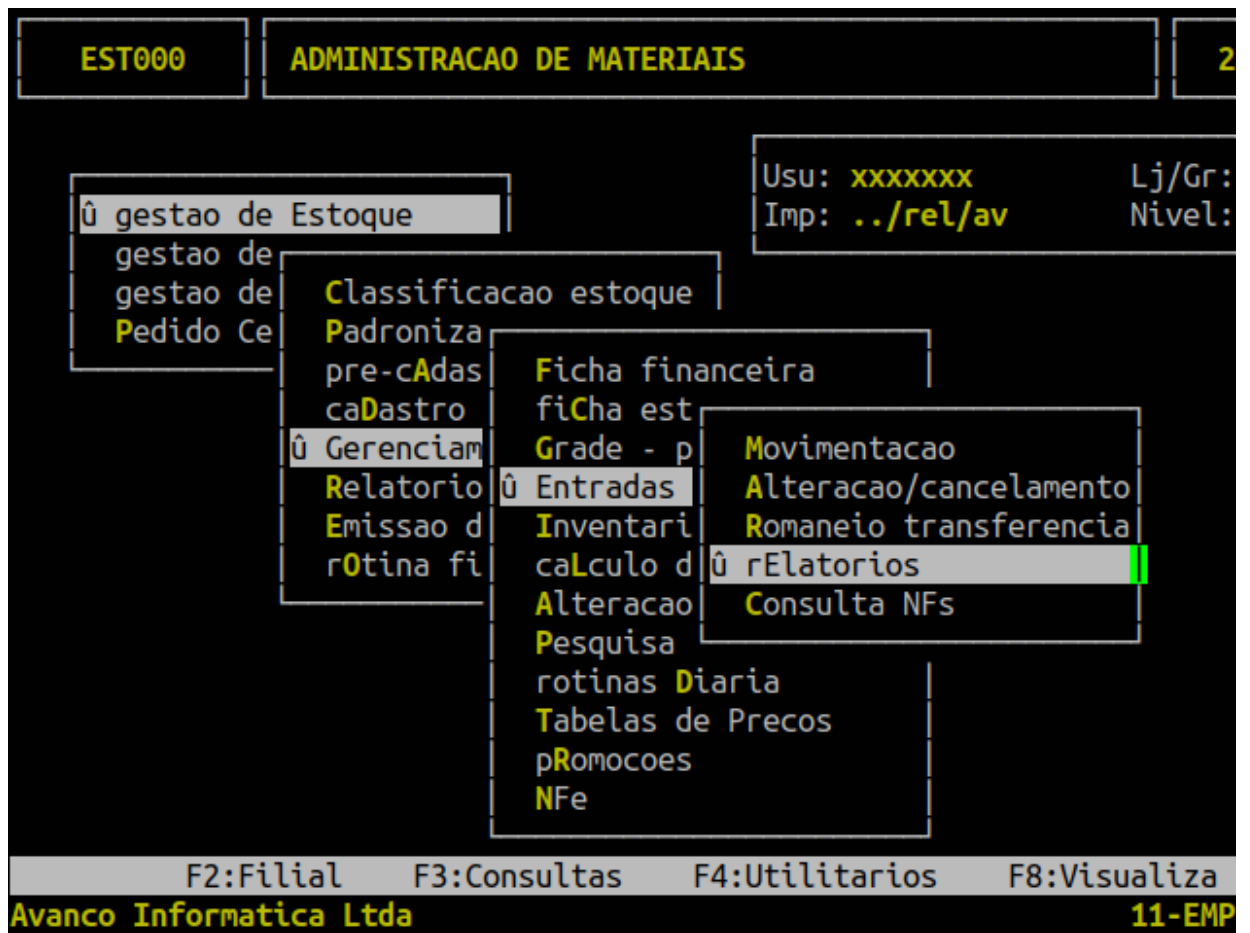 EST000 ADMINISTRACAO DE MATERIAIS 2
Usu: xxxxxxx Lj/Gr:
û gestao de Estoque Imp: ../rel/av Nivel:
gestao de
gestao de Classificacao estoque
Pedido Ce Padroniza
pre-cAdas Ficha financeira
caDastro fiCha est
û Gerenciam Grade - p Movimentacao
Relatorio û Entradas Alteracao/cancelamento
Emissao d Inventari Romaneio transferencia
rOtina fi caLculo d û rElatorios
Alteracao Consulta NFs
Pesquisa
rotinas Diaria
Tabelas de Precos
pRomocoes
NFe
F2:Filial F3:Consultas F4:Utilitarios F8:Visualiza
Avanco Informatica Ltda 11-EMP